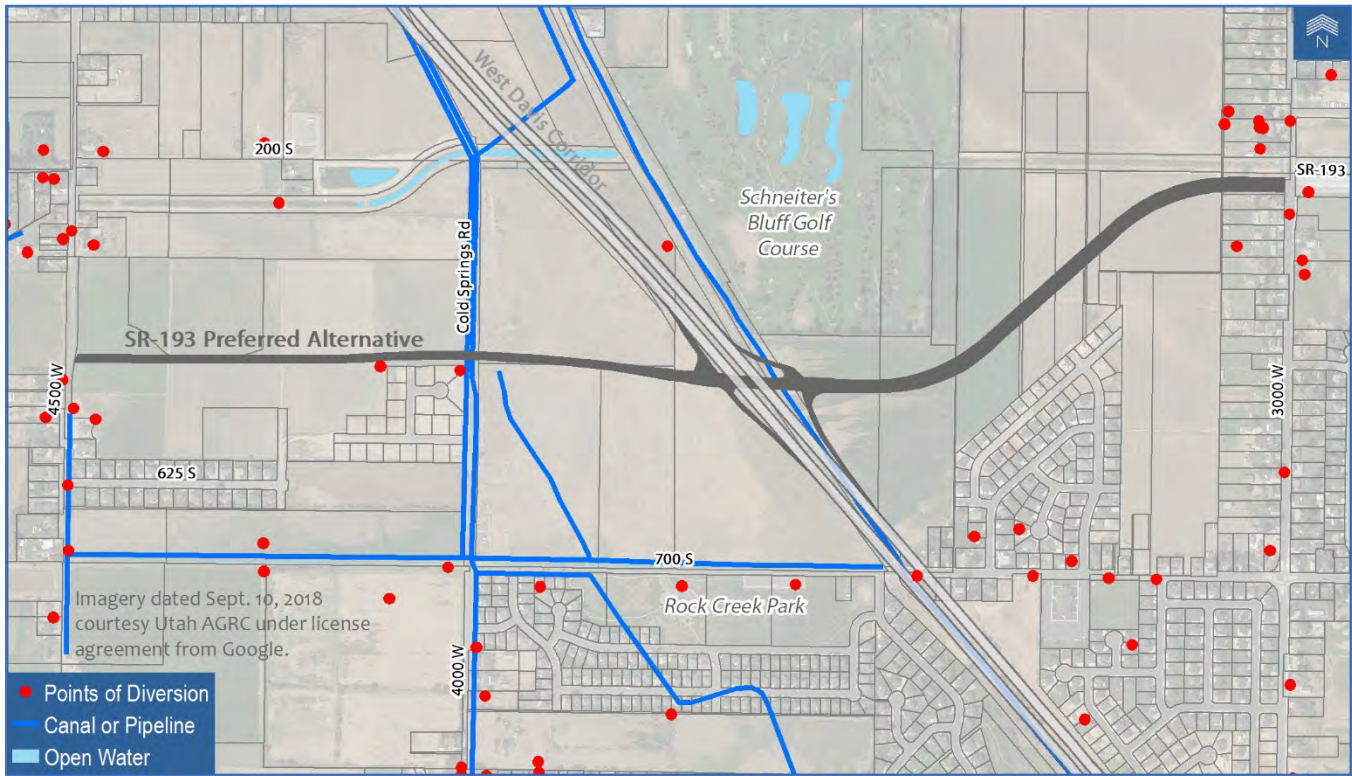 N
West Davis Corridor
200 S
SR-193
Schneiter's
Bluff Golf
Course
Cold Springs Rd
SR-193 Preferred Alternative
4500 W
3000 W
625 S
700 S
Rock Creek Park
Imagery dated Sept. 10, 2018
courtesy Utah AGRC under license
agreement from Google.
4000 W
Points of Diversion
Canal or Pipeline
Open Water